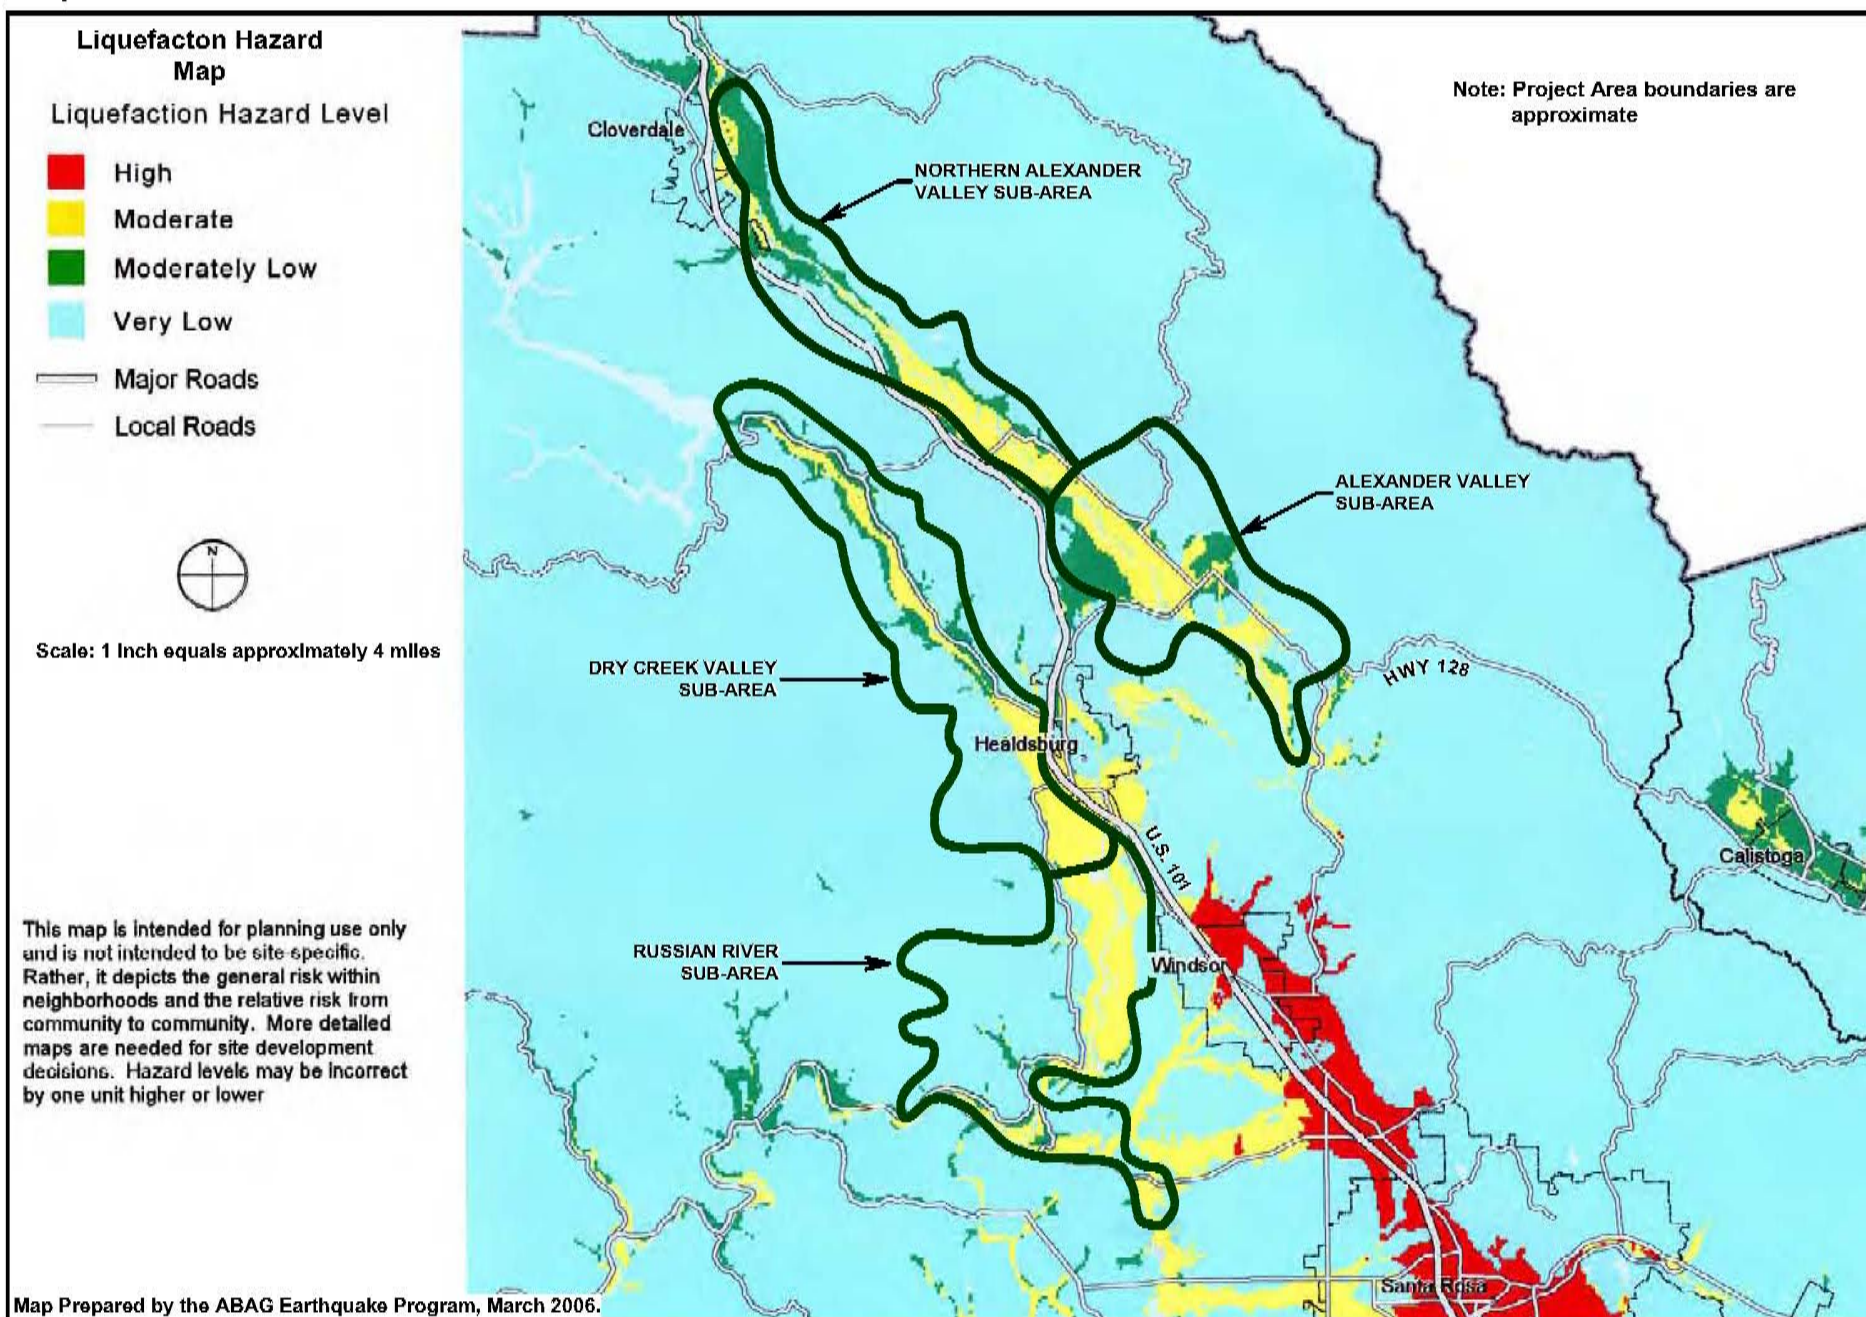 Liquefacton Hazard
Map
Liquefaction Hazard Level
High
Moderate
Moderately Low
Very Low
Major Roads
Local Roads
N
Scale: 1 Inch equals approximately 4 miles
This map is intended for planning use only
and is not intended to be site-specific.
Rather, it depicts the general risk within
neighborhoods and the relative risk from
community to community. More detailed
maps are needed for site development
decisions. Hazard levels may be incorrect
by one unit higher or lower
Map Prepared by the ABAG Earthquake Program, March 2006.
Note: Project Area boundaries are
approximate
Cloverdale
NORTHERN ALEXANDER
VALLEY SUB-AREA
ALEXANDER VALLEY
SUB-AREA
DRY CREEK VALLEY
SUB-AREA
HWY 128
Healdsburg
U.S. 101
Calistoga
RUSSIAN RIVER
SUB-AREA
Windsor
Santa Rosa